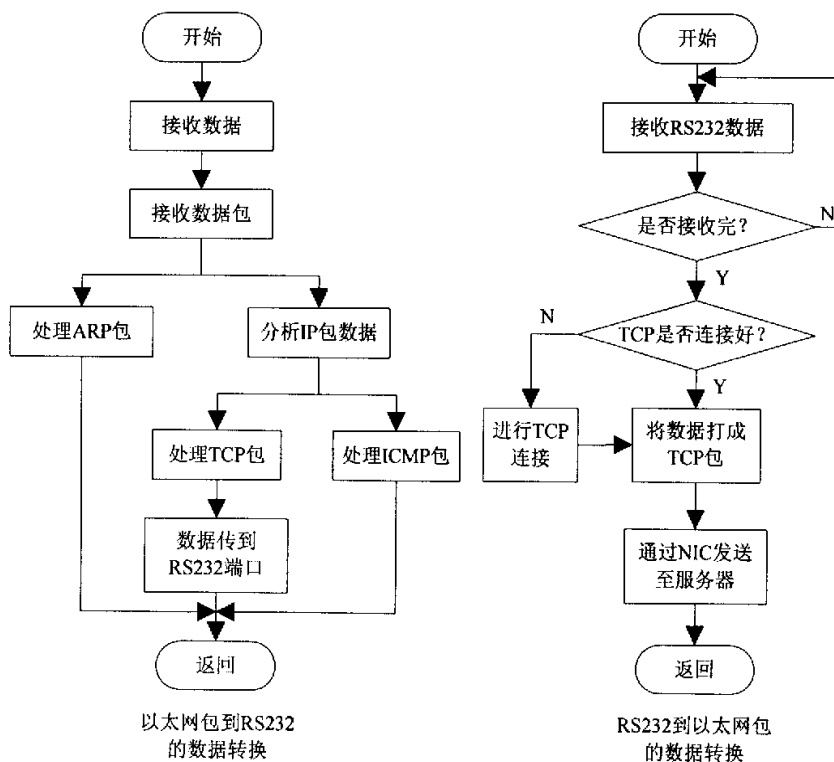 开始
接收数据
接收数据包
处理ARP包
分析IP包数据
处理TCP包
处理ICMP包
数据传到
RS232端口
返回
以太网包到RS232
的数据转换
开始
接收RS232数据
是否接收完？
N
Y
TCP是否连接好？
N
Y
进行TCP
连接
将数据打成
TCP包
通过NIC发送
至服务器
返回
RS232到以太网包
的数据转换